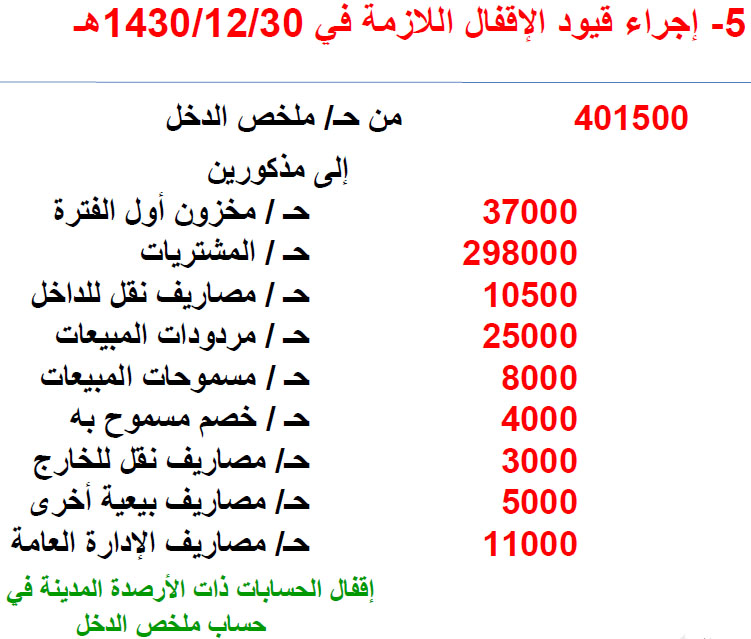 5- إجراء قيود الإقفال اللازمة في 1430/12/30هـ
401500 من حـ/ ملخص الدخل
إلى مذكورين
37000 حـ / مخزون أول الفترة
298000 حـ / المشتريات
10500 حـ / مصاريف نقل للداخل
25000 حـ / مردودات المبيعات
8000 حـ / مسموحات المبيعات
4000 حـ / خصم مسموح به
3000 حـ/ مصاريف نقل للخارج
5000 حـ/ مصاريف بيعية أخرى
11000 حـ/ مصاريف الإدارة العامة
إقفال الحسابات ذات الأرصدة المدينة في
حساب ملخص الدخل